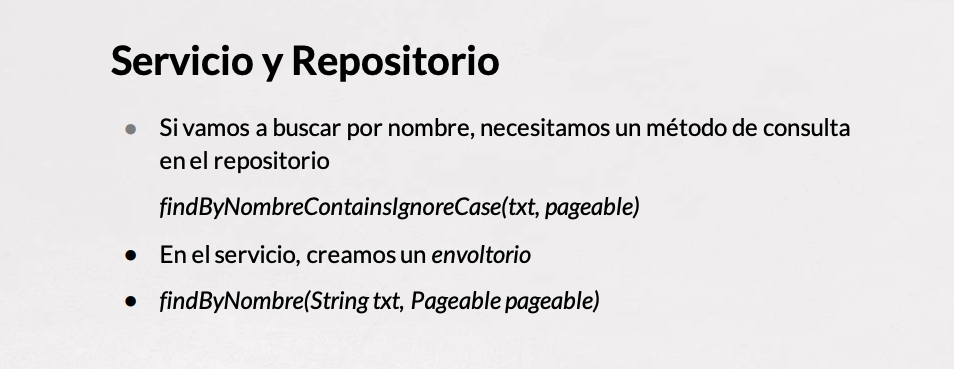 Servicio y Repositorio
● Si vamos a buscar por nombre, necesitamos un método de consulta
en el repositorio
findByNombreContainsIgnoreCase(txt, pageable)
● En el servicio, creamos un envoltorio
● findByNombre(String txt, Pageable pageable)